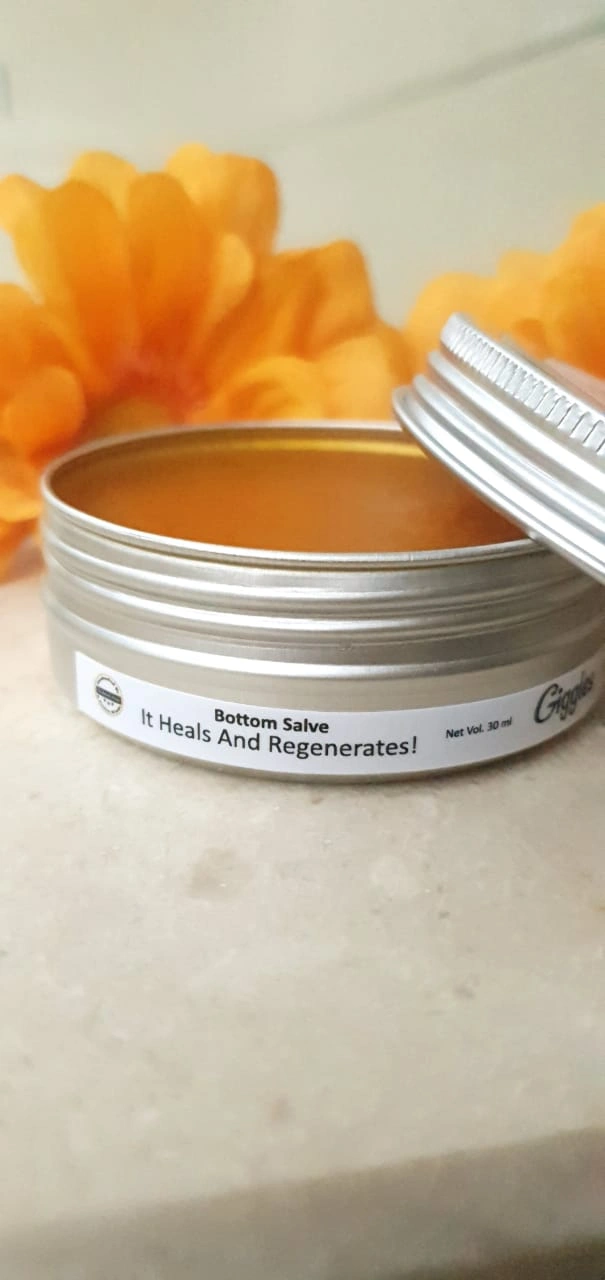 Bottom Salve
It Heals And Regenerates!
Net Vol. 30 ml
Giggles